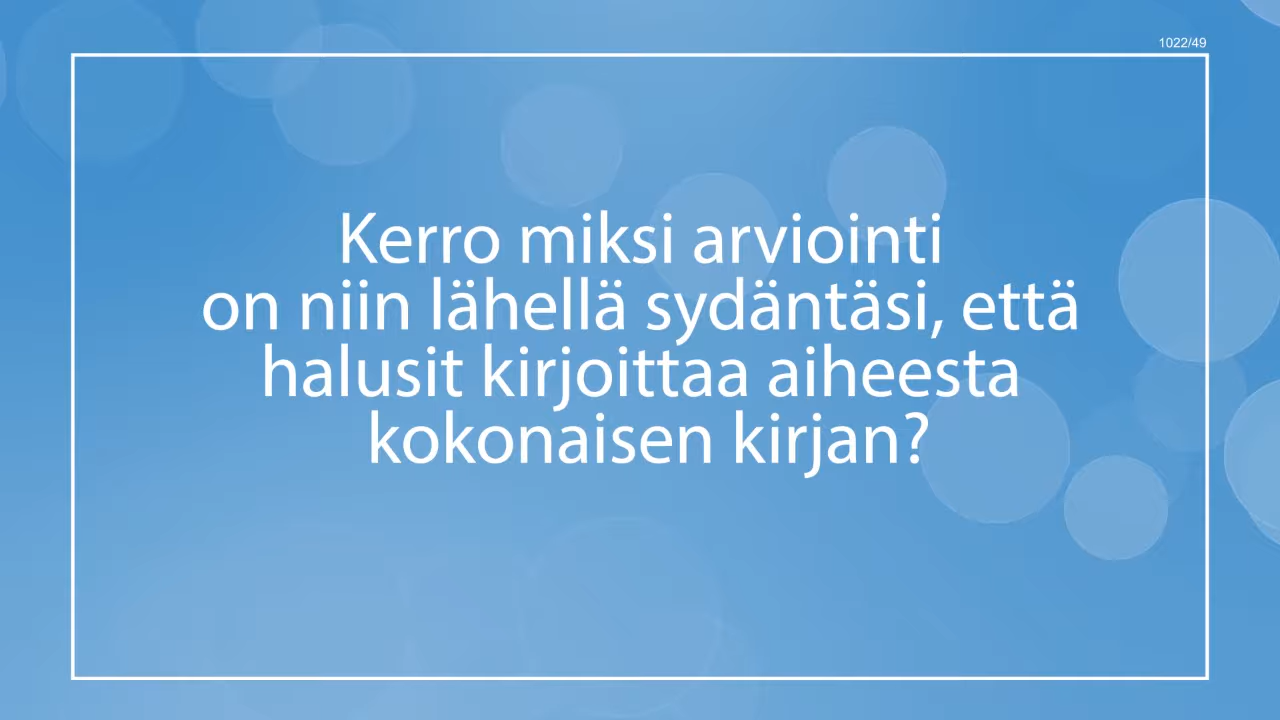 1022/49
Kerro miksi arviointi
on niin lähellä sydäntäsi, että
halusit kirjoittaa aiheesta
kokonaisen kirjan?